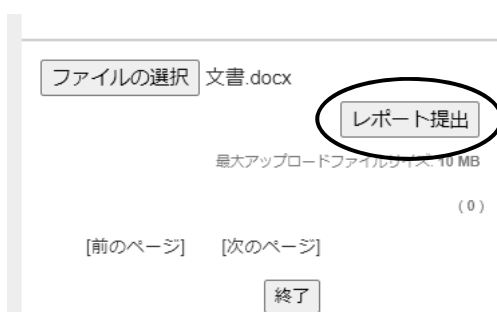 ファイルの選択 文書.docx
レポート提出
最大アップロードファイルサイズ: 10 MB
( 0 )
[前のページ] [次のページ]
終了